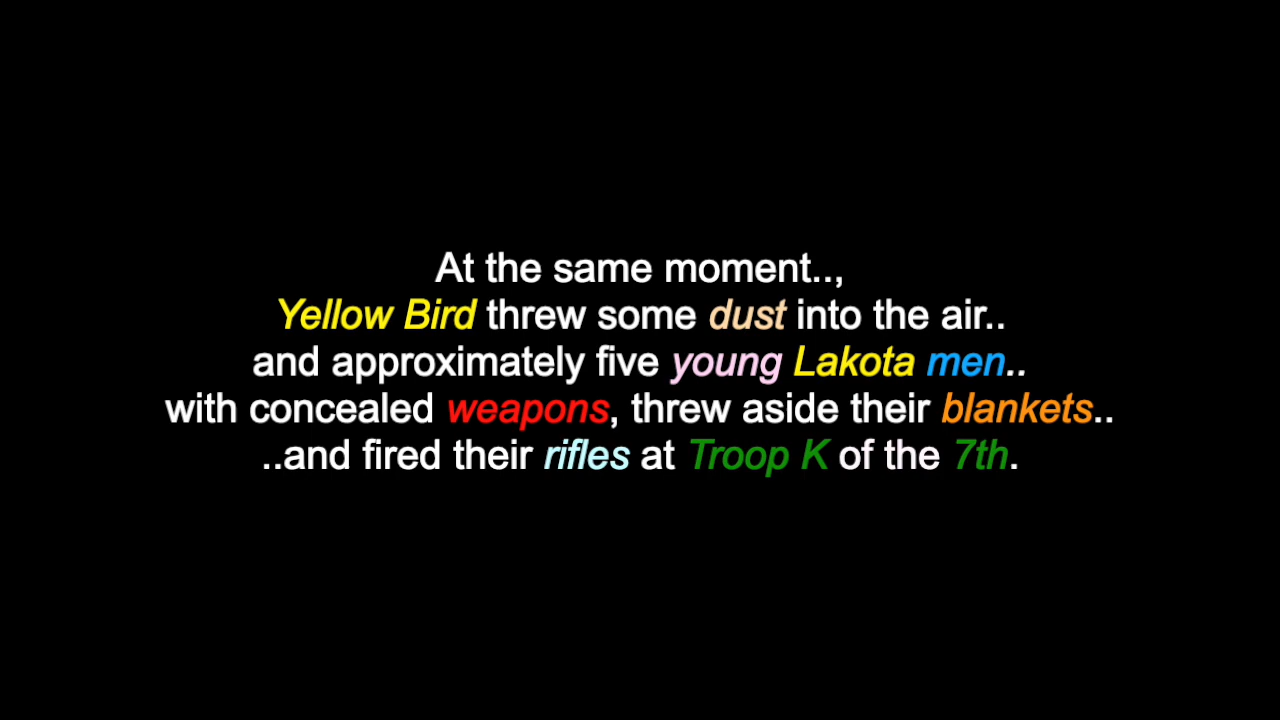 At the same moment..,
Yellow Bird threw some dust into the air..
and approximately five young Lakota men..
with concealed weapons, threw aside their blankets..
..and fired their rifles at Troop K of the 7th.